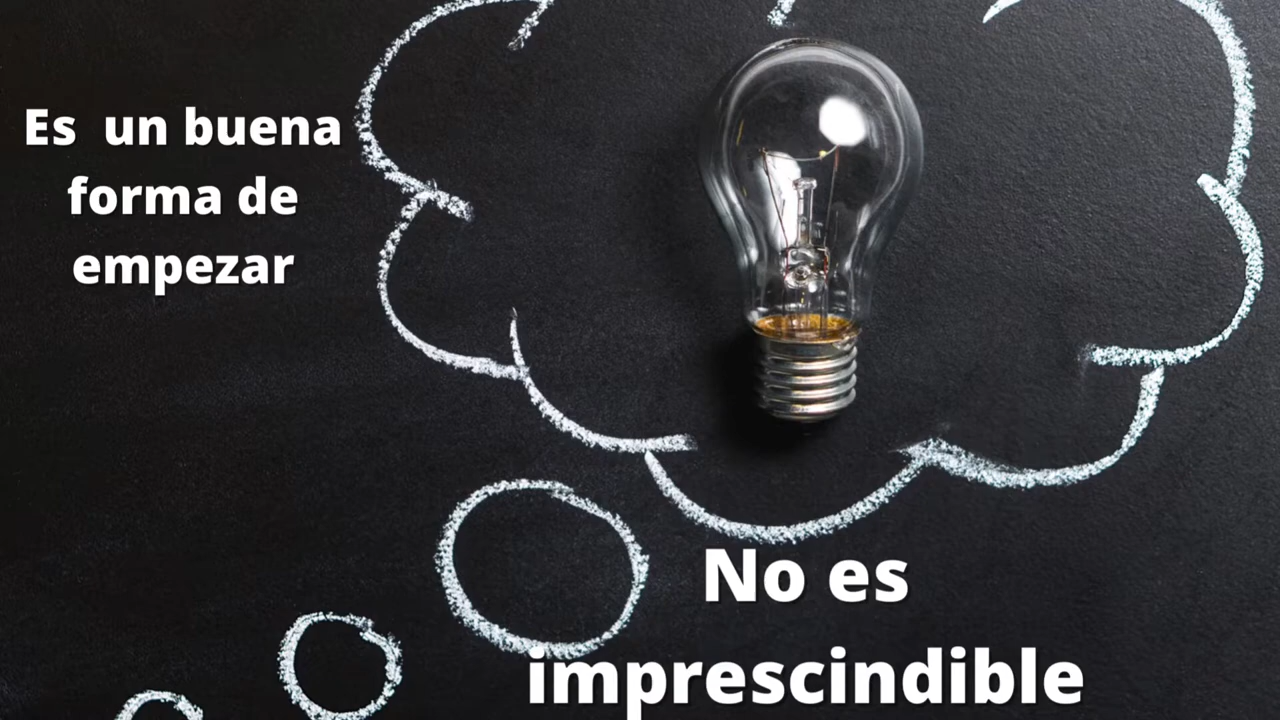 Es un buena
forma de
empezar
No es
imprescindible